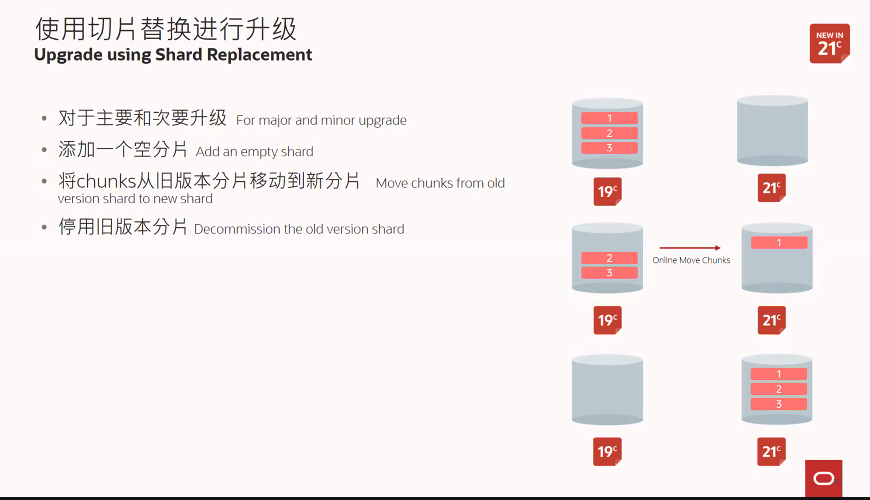 使用切片替换进行升级
Upgrade using Shard Replacement
NEW IN
21c
• 对于主要和次要升级 For major and minor upgrade
• 添加一个空分片 Add an empty shard
• 将chunks从旧版本分片移动到新分片 Move chunks from old
version shard to new shard
• 停用旧版本分片 Decommission the old version shard
1
2
3
19c
21c
2
3
Online Move Chunks
1
19c
21c
1
2
3
19c
21c